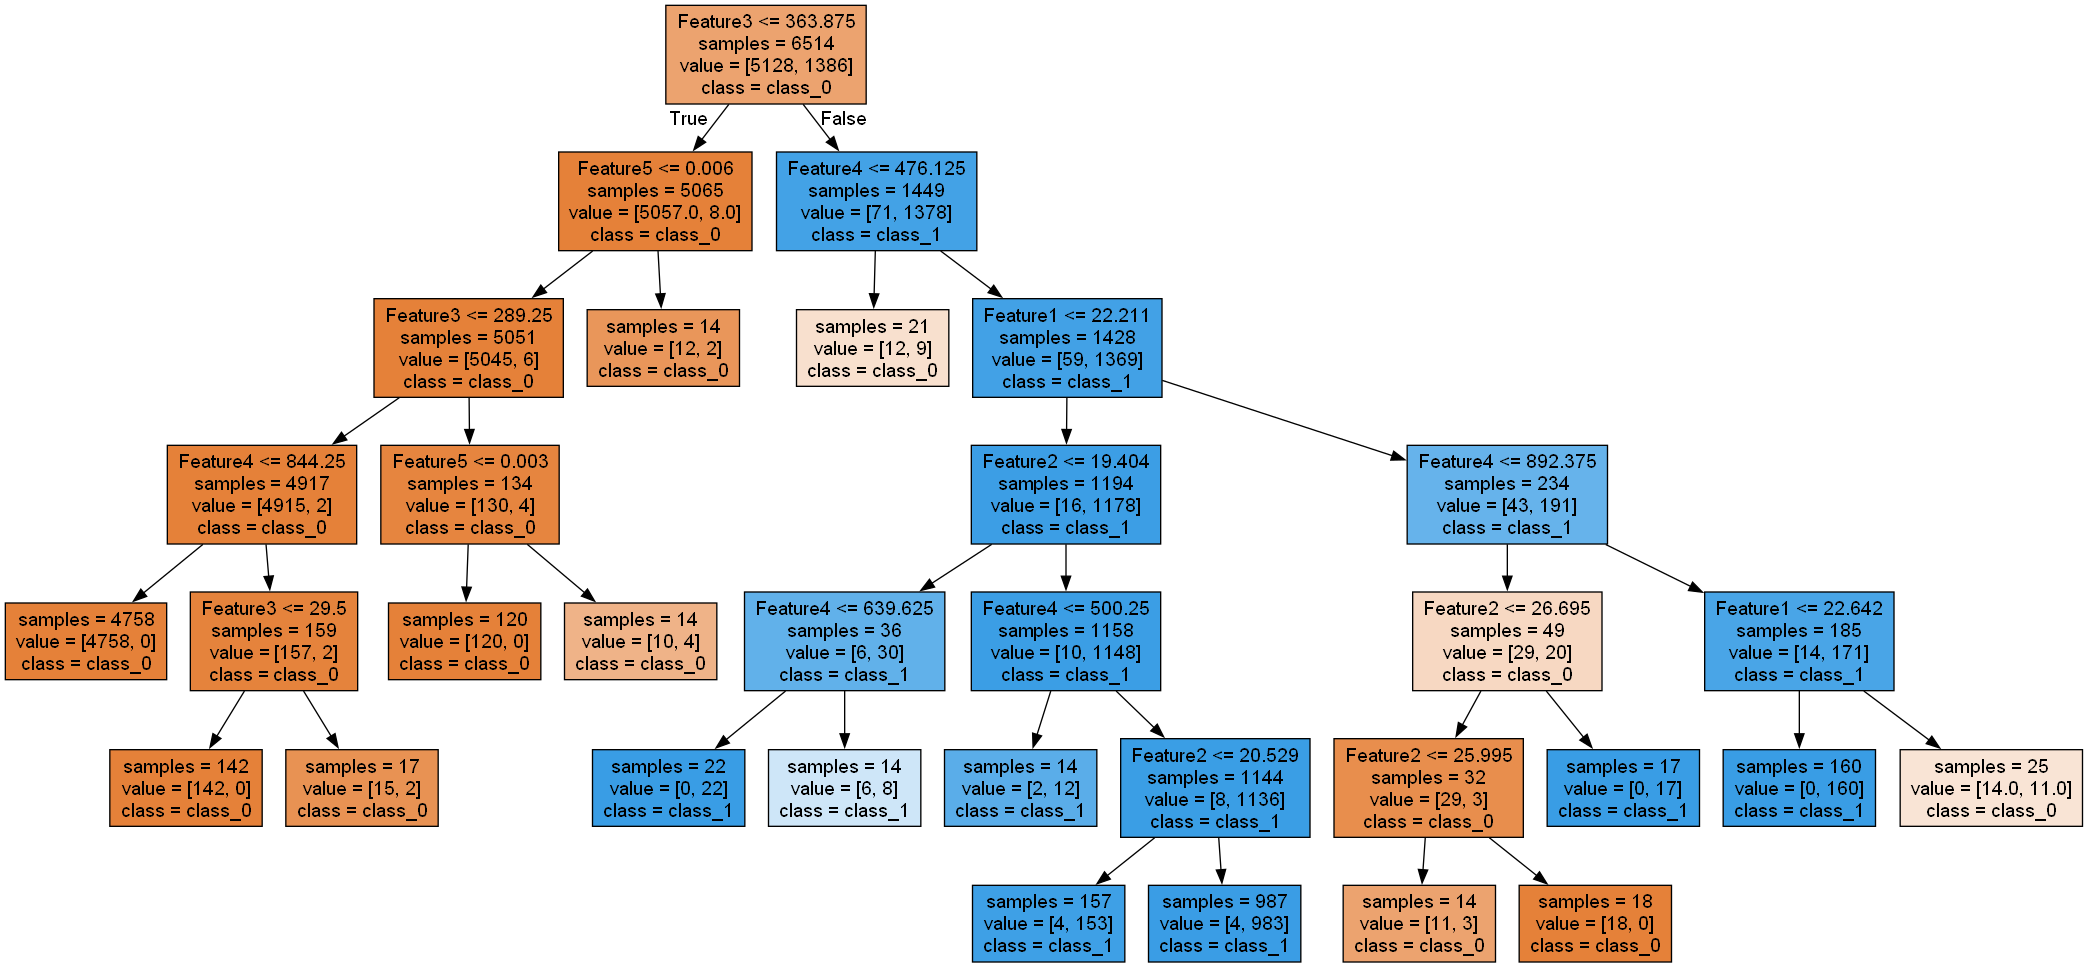 Feature3 <= 363.875
samples = 6514
value = [5128, 1386]
class = class_0
True
False
Feature5 <= 0.006
samples = 5065
value = [5057.0, 8.0]
class = class_0
Feature4 <= 476.125
samples = 1449
value = [71, 1378]
class = class_1
Feature3 <= 289.25
samples = 5051
value = [5045, 6]
class = class_0
samples = 14
value = [12, 2]
class = class_0
samples = 21
value = [12, 9]
class = class_0
Feature1 <= 22.211
samples = 1428
value = [59, 1369]
class = class_1
Feature4 <= 844.25
samples = 4917
value = [4915, 2]
class = class_0
Feature5 <= 0.003
samples = 134
value = [130, 4]
class = class_0
Feature2 <= 19.404
samples = 1194
value = [16, 1178]
class = class_1
Feature4 <= 892.375
samples = 234
value = [43, 191]
class = class_1
samples = 4758
value = [4758, 0]
class = class_0
Feature3 <= 29.5
samples = 159
value = [157, 2]
class = class_0
samples = 120
value = [120, 0]
class = class_0
samples = 14
value = [10, 4]
class = class_0
Feature4 <= 639.625
samples = 36
value = [6, 30]
class = class_1
Feature4 <= 500.25
samples = 1158
value = [10, 1148]
class = class_1
Feature2 <= 26.695
samples = 49
value = [29, 20]
class = class_0
Feature1 <= 22.642
samples = 185
value = [14, 171]
class = class_1
samples = 142
value = [142, 0]
class = class_0
samples = 17
value = [15, 2]
class = class_0
samples = 22
value = [0, 22]
class = class_1
samples = 14
value = [6, 8]
class = class_1
samples = 14
value = [2, 12]
class = class_1
Feature2 <= 20.529
samples = 1144
value = [8, 1136]
class = class_1
Feature2 <= 25.995
samples = 32
value = [29, 3]
class = class_0
samples = 17
value = [0, 17]
class = class_1
samples = 160
value = [0, 160]
class = class_1
samples = 25
value = [14.0, 11.0]
class = class_0
samples = 157
value = [4, 153]
class = class_1
samples = 987
value = [4, 983]
class = class_1
samples = 14
value = [11, 3]
class = class_0
samples = 18
value = [18, 0]
class = class_0